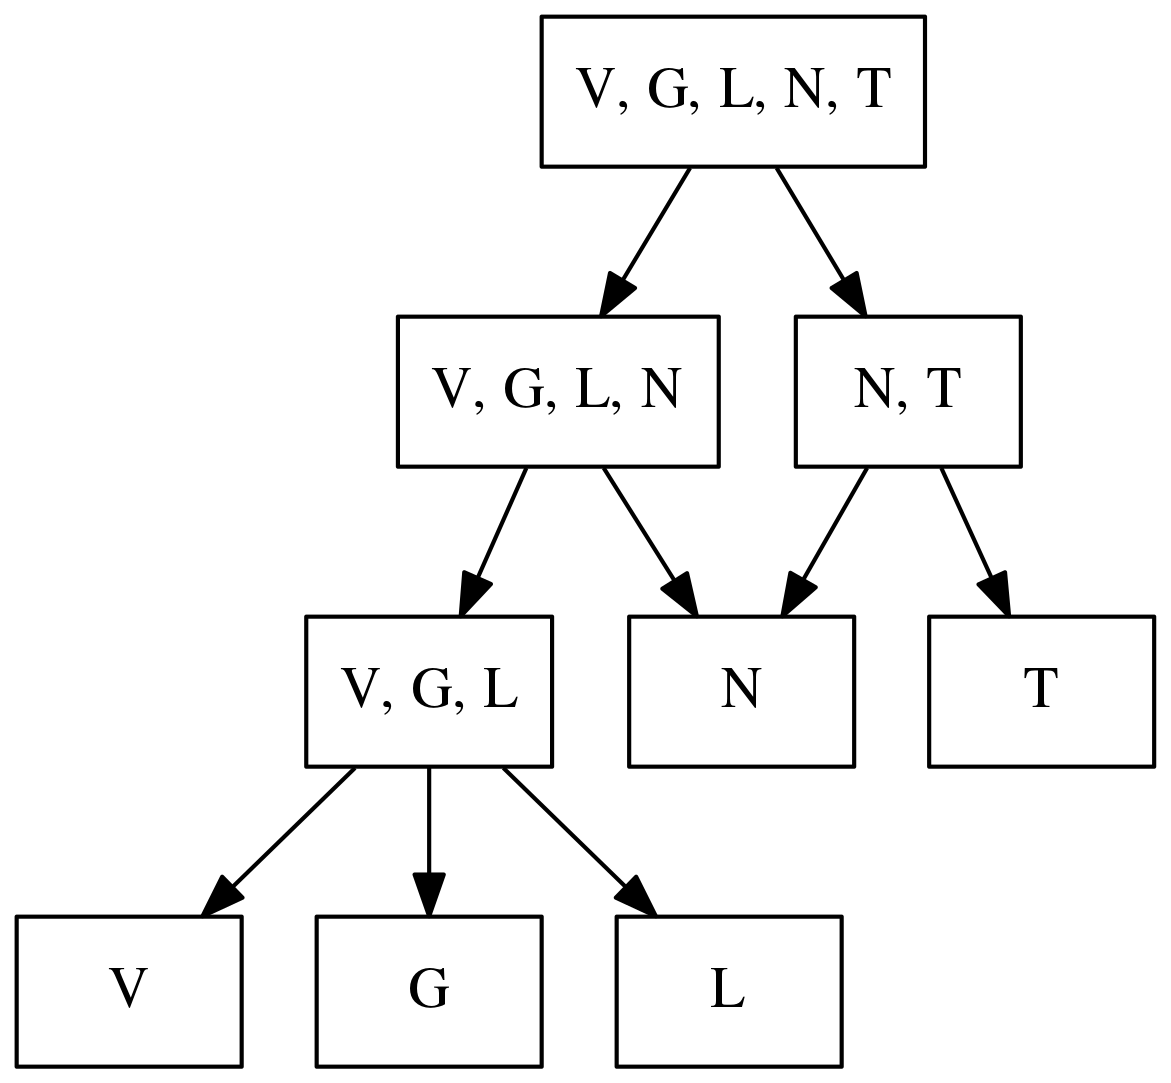 V, G, L, N, T
V, G, L, N
N, T
V, G, L
N
T
V
G
L